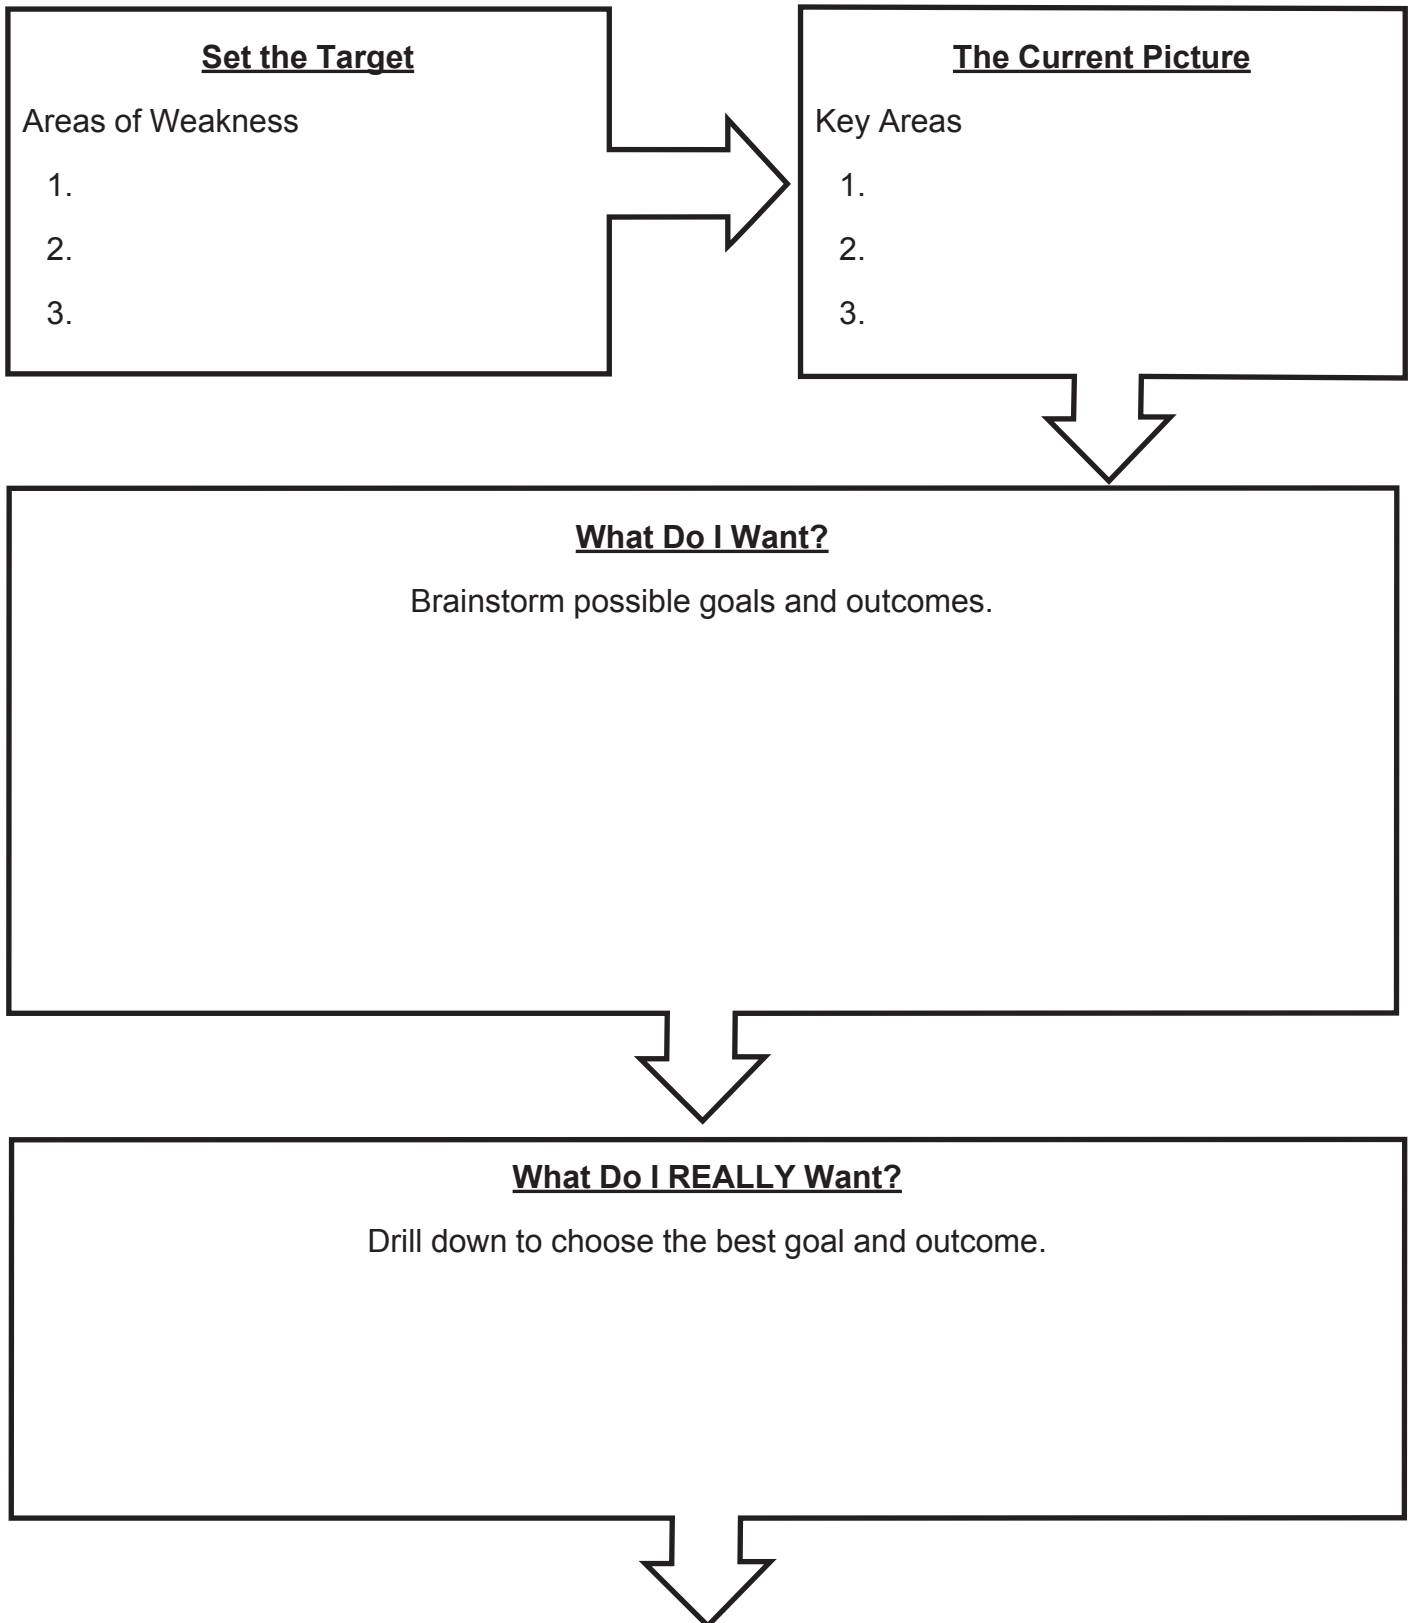 Set the Target
Areas of Weakness
1.
2.
3.
The Current Picture
Key Areas
1.
2.
3.
What Do I Want?
Brainstorm possible goals and outcomes.
What Do I REALLY Want?
Drill down to choose the best goal and outcome.